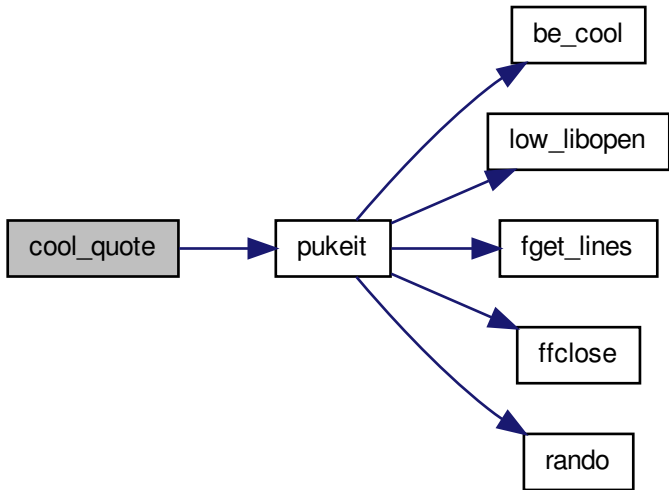 be_cool
low_libopen
cool_quote
pukeit
fget_lines
ffclose
rando